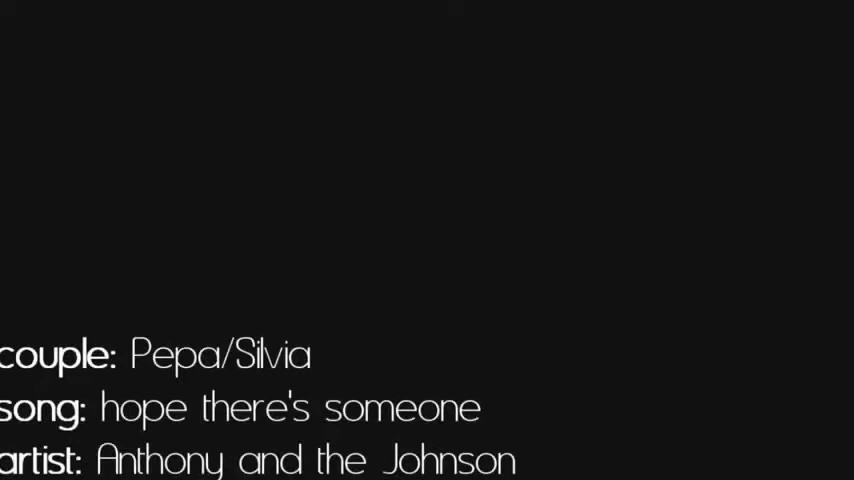 couple: Pepa/Silvia
song: hope there's someone
artist: Anthony and the Johnson